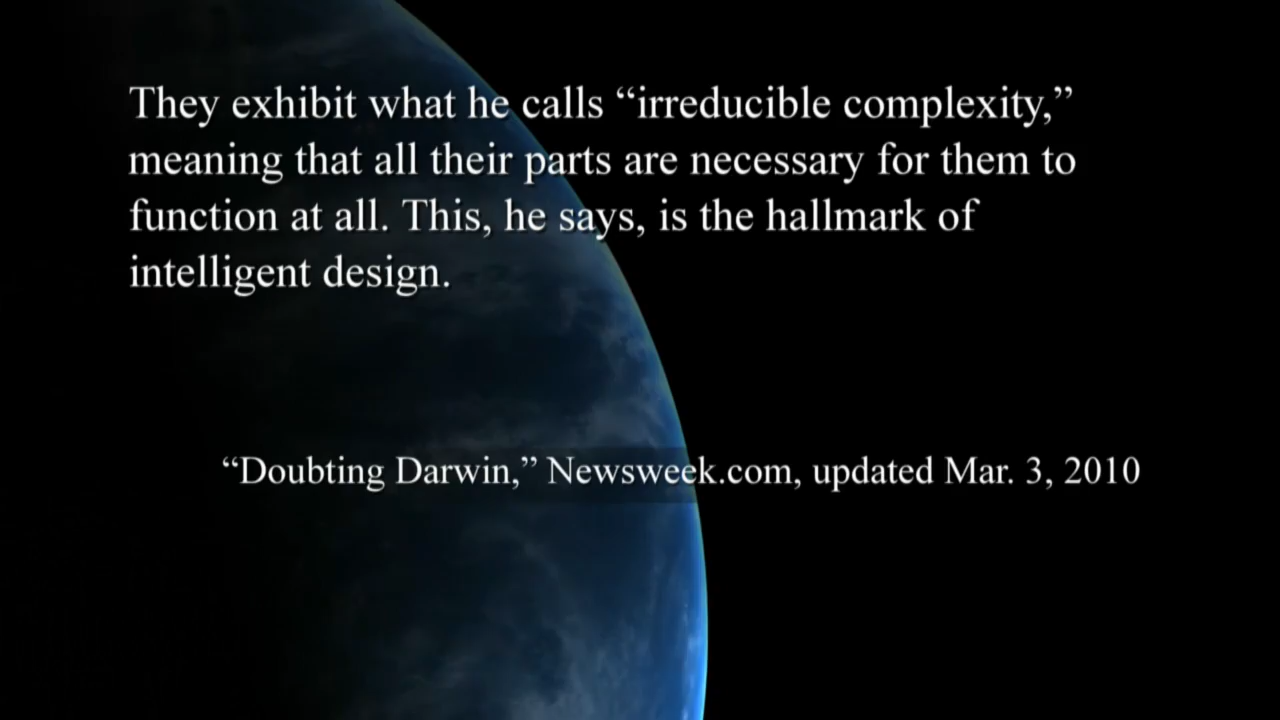 They exhibit what he calls “irreducible complexity,”
meaning that all their parts are necessary for them to
function at all. This, he says, is the hallmark of
intelligent design.
“Doubting Darwin,” Newsweek.com, updated Mar. 3, 2010